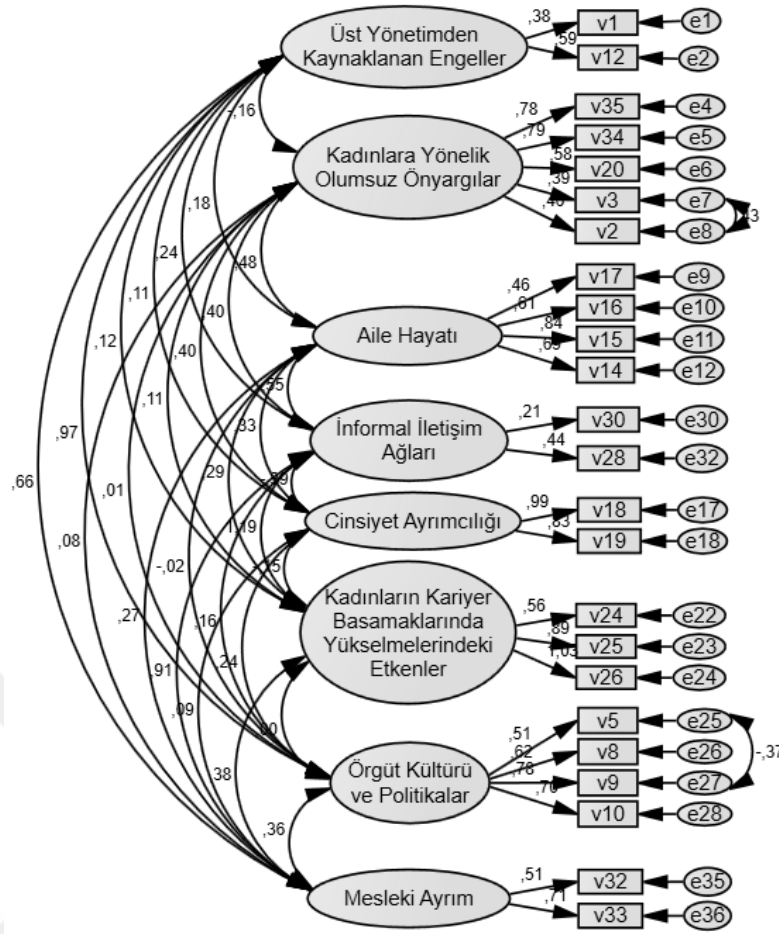 Üst Yönetimden
Kaynaklanan Engeller
,38
v1
e1
,59
v12
e2
-,16
Kadınlara Yönelik
Olumsuz Önyargılar
,78
v35
e4
,79
v34
e5
,58
v20
e6
,39
v3
e7
v2
e8
,18
,48
,24
,11
,40
,12
,40
Aile Hayatı
,46
v17
e9
,61
v16
e10
,84
v15
e11
v14
e12
,11
İnformal İletişim
Ağları
,21
v30
e30
,44
v28
e32
,97
,66
,01
,29
Cinsiyet Ayrımcılığı
,99
v18
e17
,83
v19
e18
,08
-,02
Kadınların Kariyer
Basamaklarında
Yükselmelerindeki
Etkenler
,56
v24
e22
,89
v25
e23
v26
e24
,27
,16
,24
,91
,09
Örgüt Kültürü
ve Politikalar
,51
v5
e25
,62
v8
e26
,78
v9
e27
v10
e28
-,37
,38
,36
Mesleki Ayrım
,51
v32
e35
,71
v33
e36